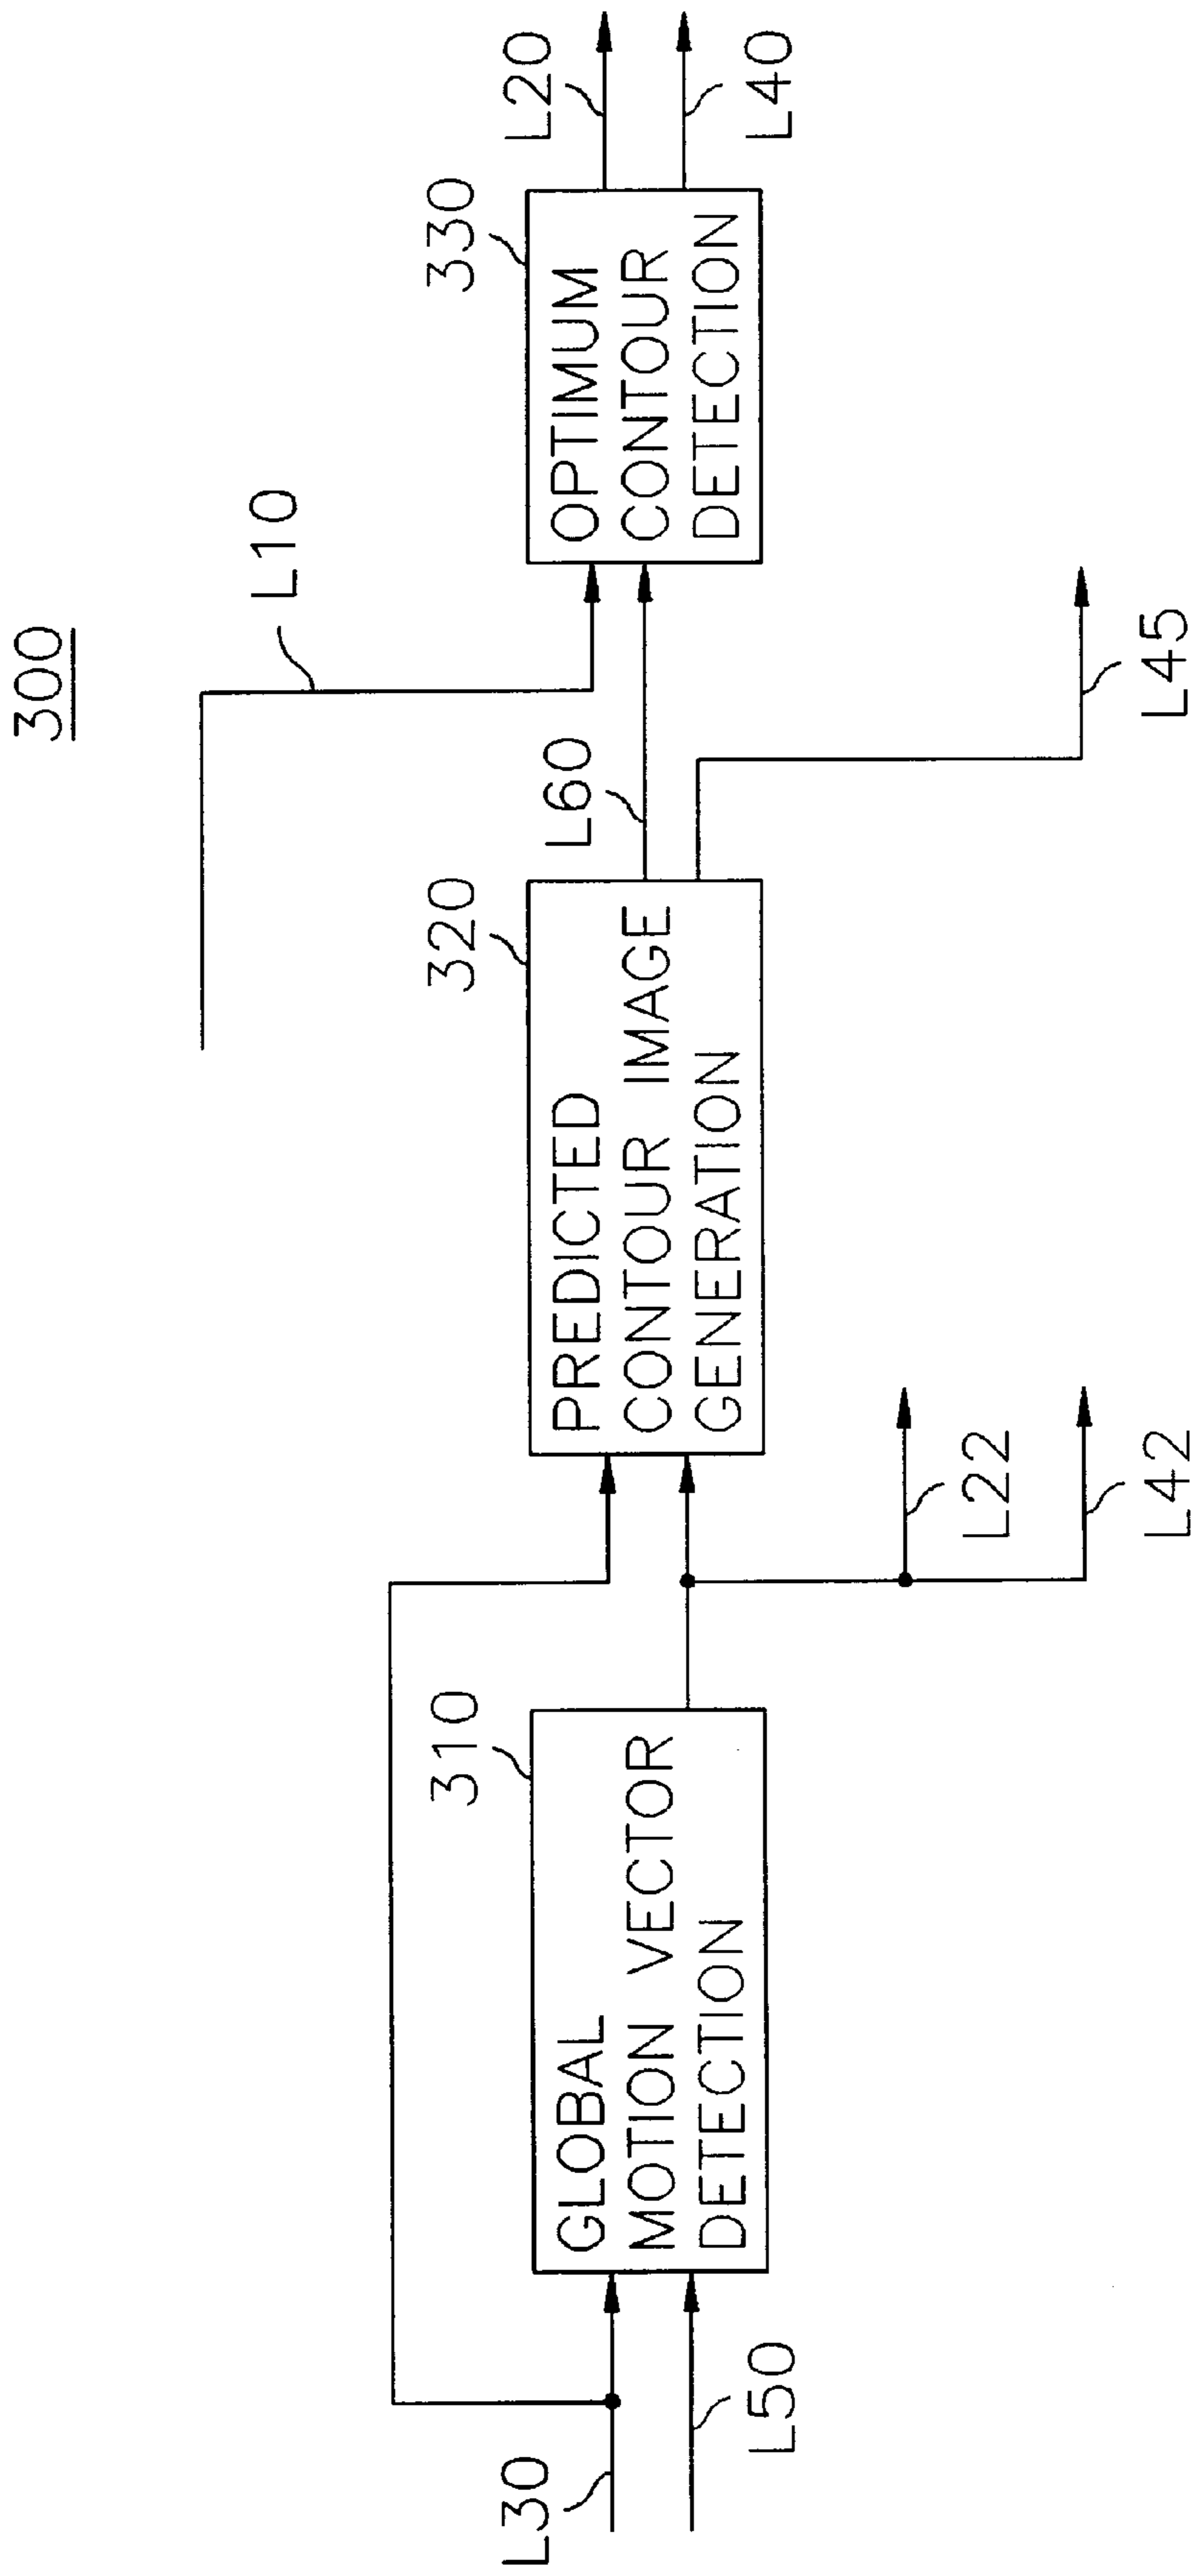 300
L10
310
320
330
GLOBAL
MOTION VECTOR
DETECTION
PREDICTED
CONTOUR IMAGE
GENERATION
OPTIMUM
CONTOUR
DETECTION
L30
L50
L60
L20
L40
L22
L42
L45